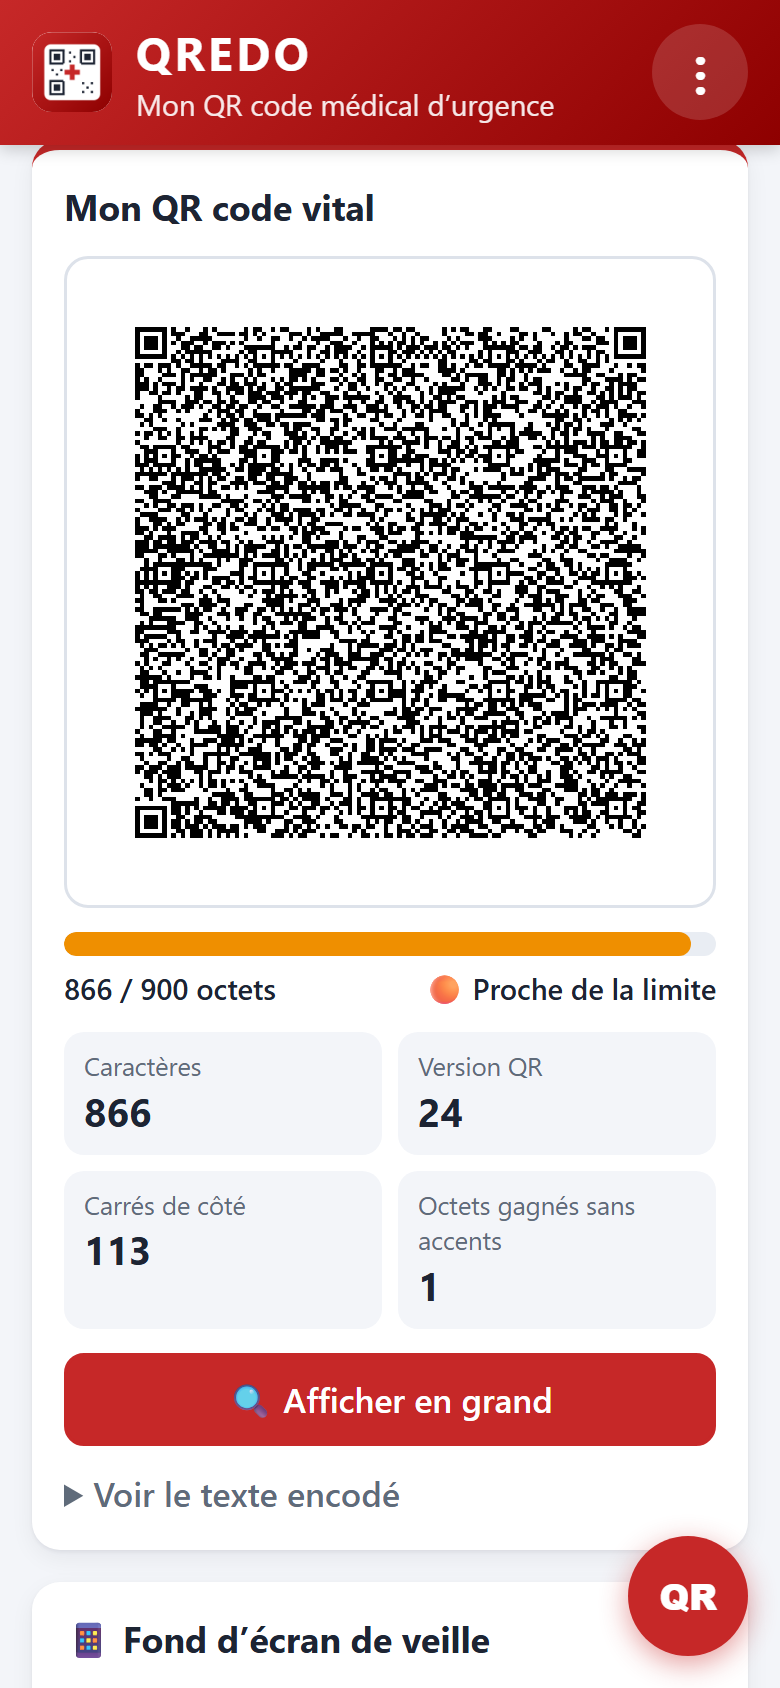 QREDO
Mon QR code médical d’urgence
Mon QR code vital
866 / 900 octets
Proche de la limite
Caractères
866
Version QR
24
Carrés de côté
113
Octets gagnés sans
accents
1
Afficher en grand
Voir le texte encodé
QR
Fond d’écran de veille